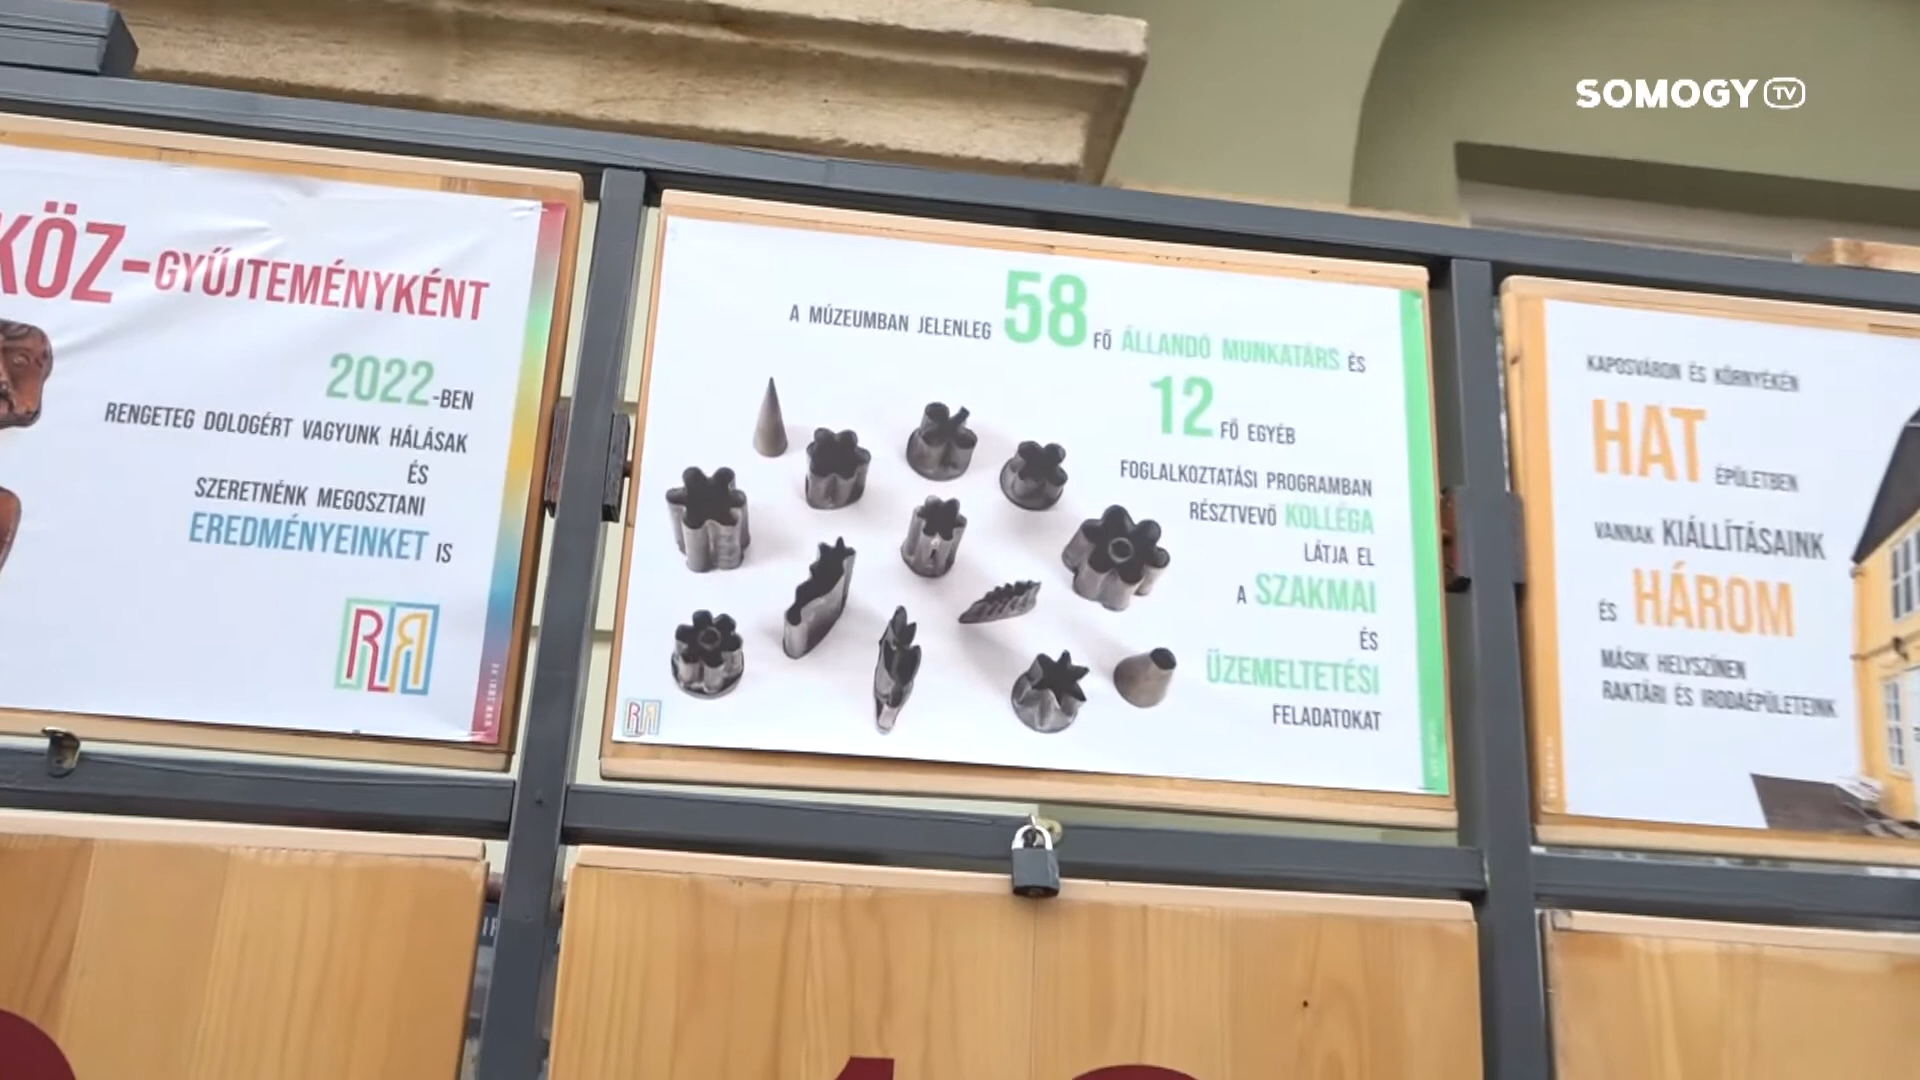 SOMOGY TV
KÖZ-GYŰJTEMÉNYKÉNT
2022-BEN
RENGETEG DOLOGÉRT VAGYUNK HÁLÁSAK
ÉS
SZERETNÉNK MEGOSZTANI
EREDMÉNYEINKET IS
A MÚZEUMBAN JELENLEG 58 FŐ ÁLLANDÓ MUNKATÁRS ÉS
12 FŐ EGYÉB
FOGLALKOZTATÁSI PROGRAMBAN
RÉSZTVEVŐ KOLLÉGA
LÁTJA EL
A SZAKMAI
ÉS
ÜZEMELTETÉSI
FELADATOKAT
KAPOSVÁRON ÉS KÖRNYÉKÉN
HAT ÉPÜLETBEN
VANNAK KIÁLLÍTÁSAINK
ÉS HÁROM
MÁSIK HELYSZÍNEN
RAKTÁRI ÉS IRODAÉPÜLETEINK